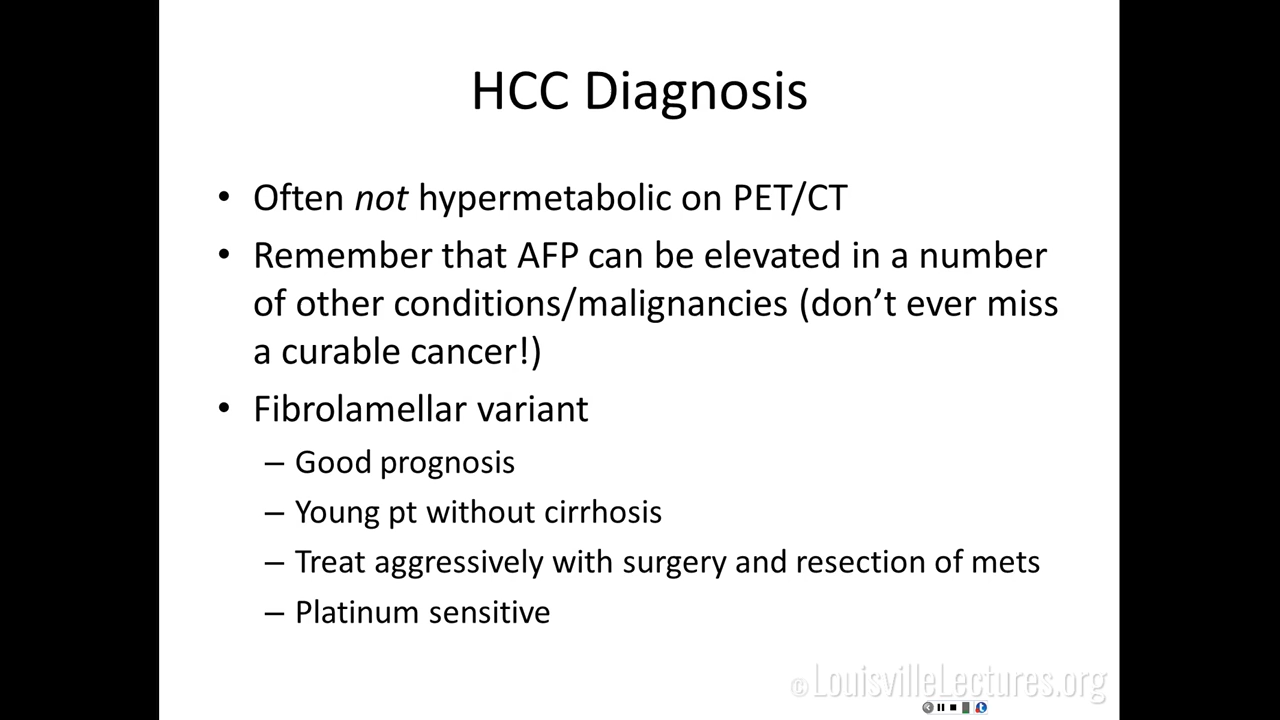 HCC Diagnosis
• Often not hypermetabolic on PET/CT
• Remember that AFP can be elevated in a number
of other conditions/malignancies (don’t ever miss
a curable cancer!)
• Fibrolamellar variant
– Good prognosis
– Young pt without cirrhosis
– Treat aggressively with surgery and resection of mets
– Platinum sensitive
©LouisvilleLectures.org